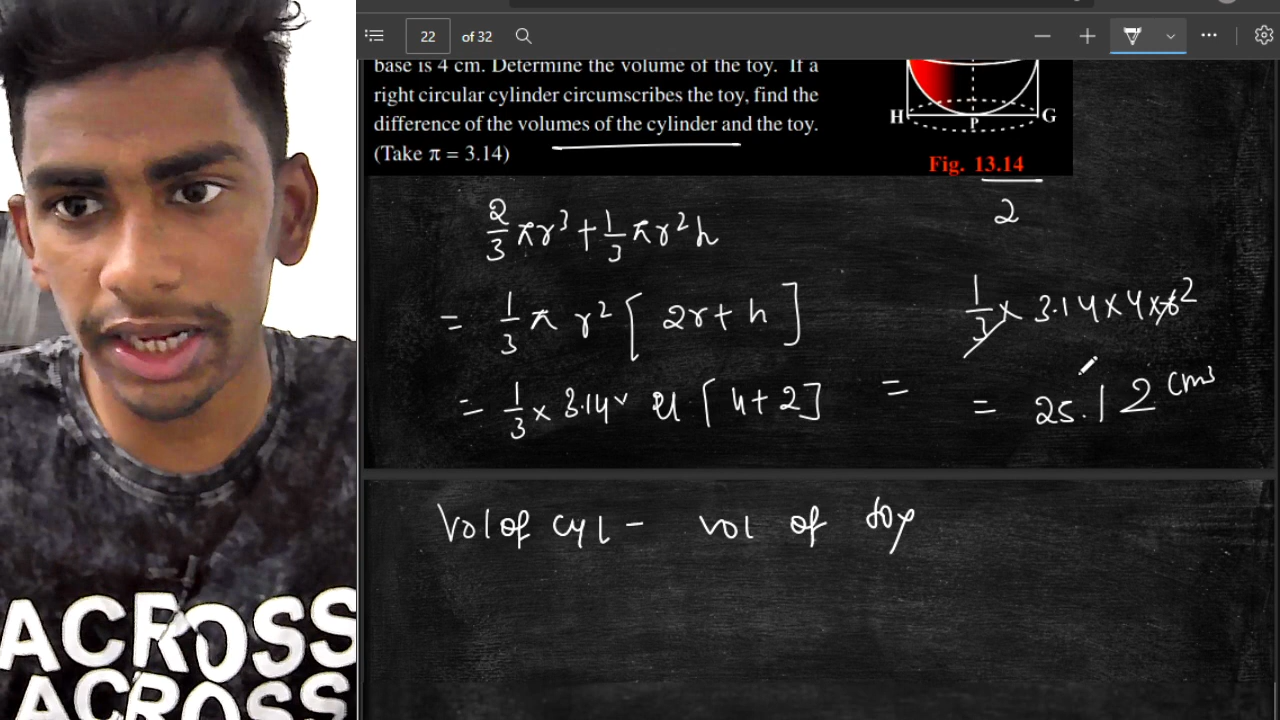 22 of 32
base is 4 cm. Determine the volume of the toy. If a
right circular cylinder circumscribes the toy, find the
difference of the volumes of the cylinder and the toy.
(Take π = 3.14)
H P G
Fig. 13.14
2
2/3 πr³ + 1/3 πr²h
= 1/3 π r² [ 2r + h ]
= 1/3 × 3.14 × 4 [ 4 + 2 ] =
1/3 × 3.14 × 4 × 6 2
= 25.12 cm3
Vol of cyl - vol of toy
ACROSS
ACROSS